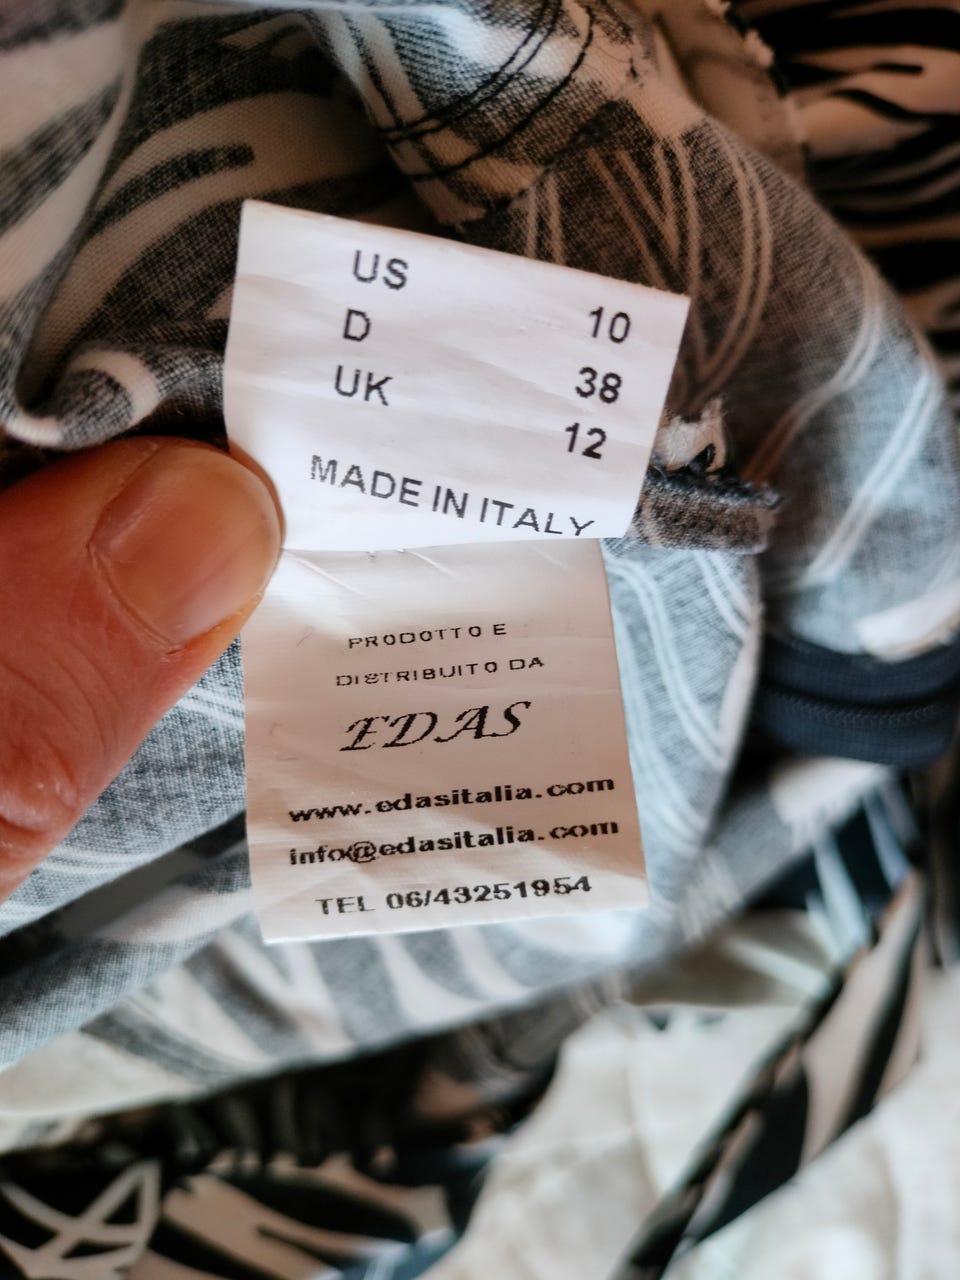 US 10
D 38
UK 12
MADE IN ITALY
PRODOTTO E
DISTRIBUITO DA
EDAS
www.edasitalia.com
info@edasitalia.com
TEL 06/43251954